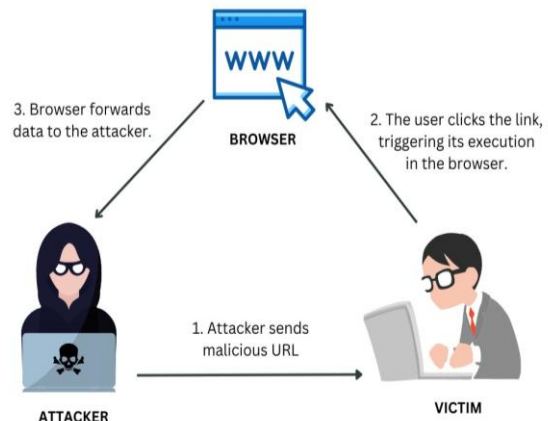 WWW
BROWSER
3. Browser forwards
data to the attacker.
2. The user clicks the link,
triggering its execution
in the browser.
1. Attacker sends
malicious URL
ATTACKER
VICTIM